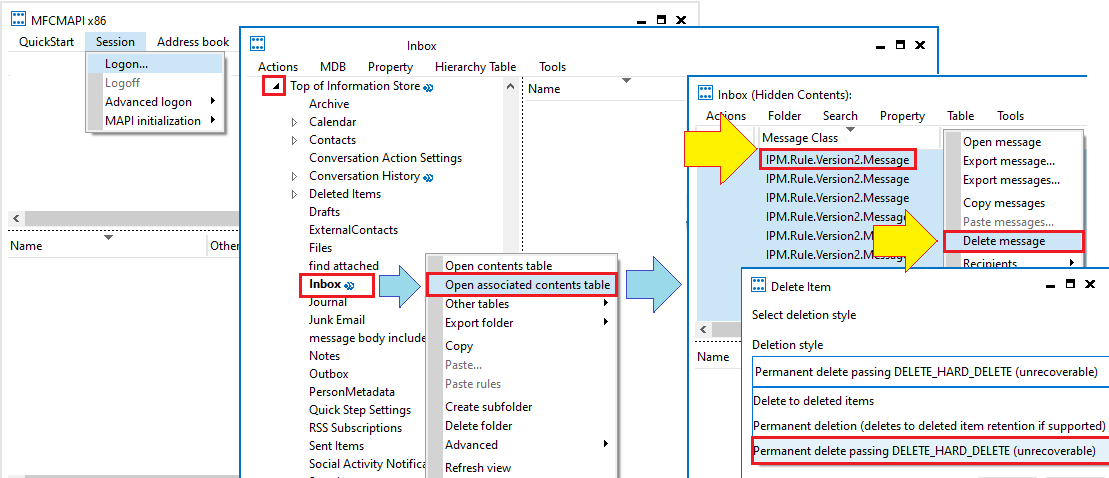 MFCMAPI x86
QuickStart Session Address book
Logon...
Logoff
Advanced logon
MAPI initialization
Name Other
Inbox
Actions MDB Property Hierarchy Table Tools
Top of Information Store
Archive
Calendar
Contacts
Conversation Action Settings
Conversation History
Deleted Items
Drafts
ExternalContacts
Files
find attached
Inbox
Journal
Junk Email
message body include
Notes
Outbox
PersonMetadata
Quick Step Settings
RSS Subscriptions
Sent Items
Social Activity Notifica
Name
Open contents table
Open associated contents table
Other tables
Export folder
Copy
Paste...
Paste rules
Create subfolder
Delete folder
Advanced
Refresh view
Inbox (Hidden Contents):
Actions Folder Search Property Table Tools
Message Class
IPM.Rule.Version2.Message
IPM.Rule.Version2.Message
IPM.Rule.Version2.Message
IPM.Rule.Version2.Message
IPM.Rule.Version2.M
IPM.Rule.Version2.Message
Name
Open message
Export message...
Export messages...
Copy messages
Paste messages...
Delete message
Recipients
Delete Item
Select deletion style
Deletion style
Permanent delete passing DELETE_HARD_DELETE (unrecoverable)
Delete to deleted items
Permanent deletion (deletes to deleted item retention if supported)
Permanent delete passing DELETE_HARD_DELETE (unrecoverable)